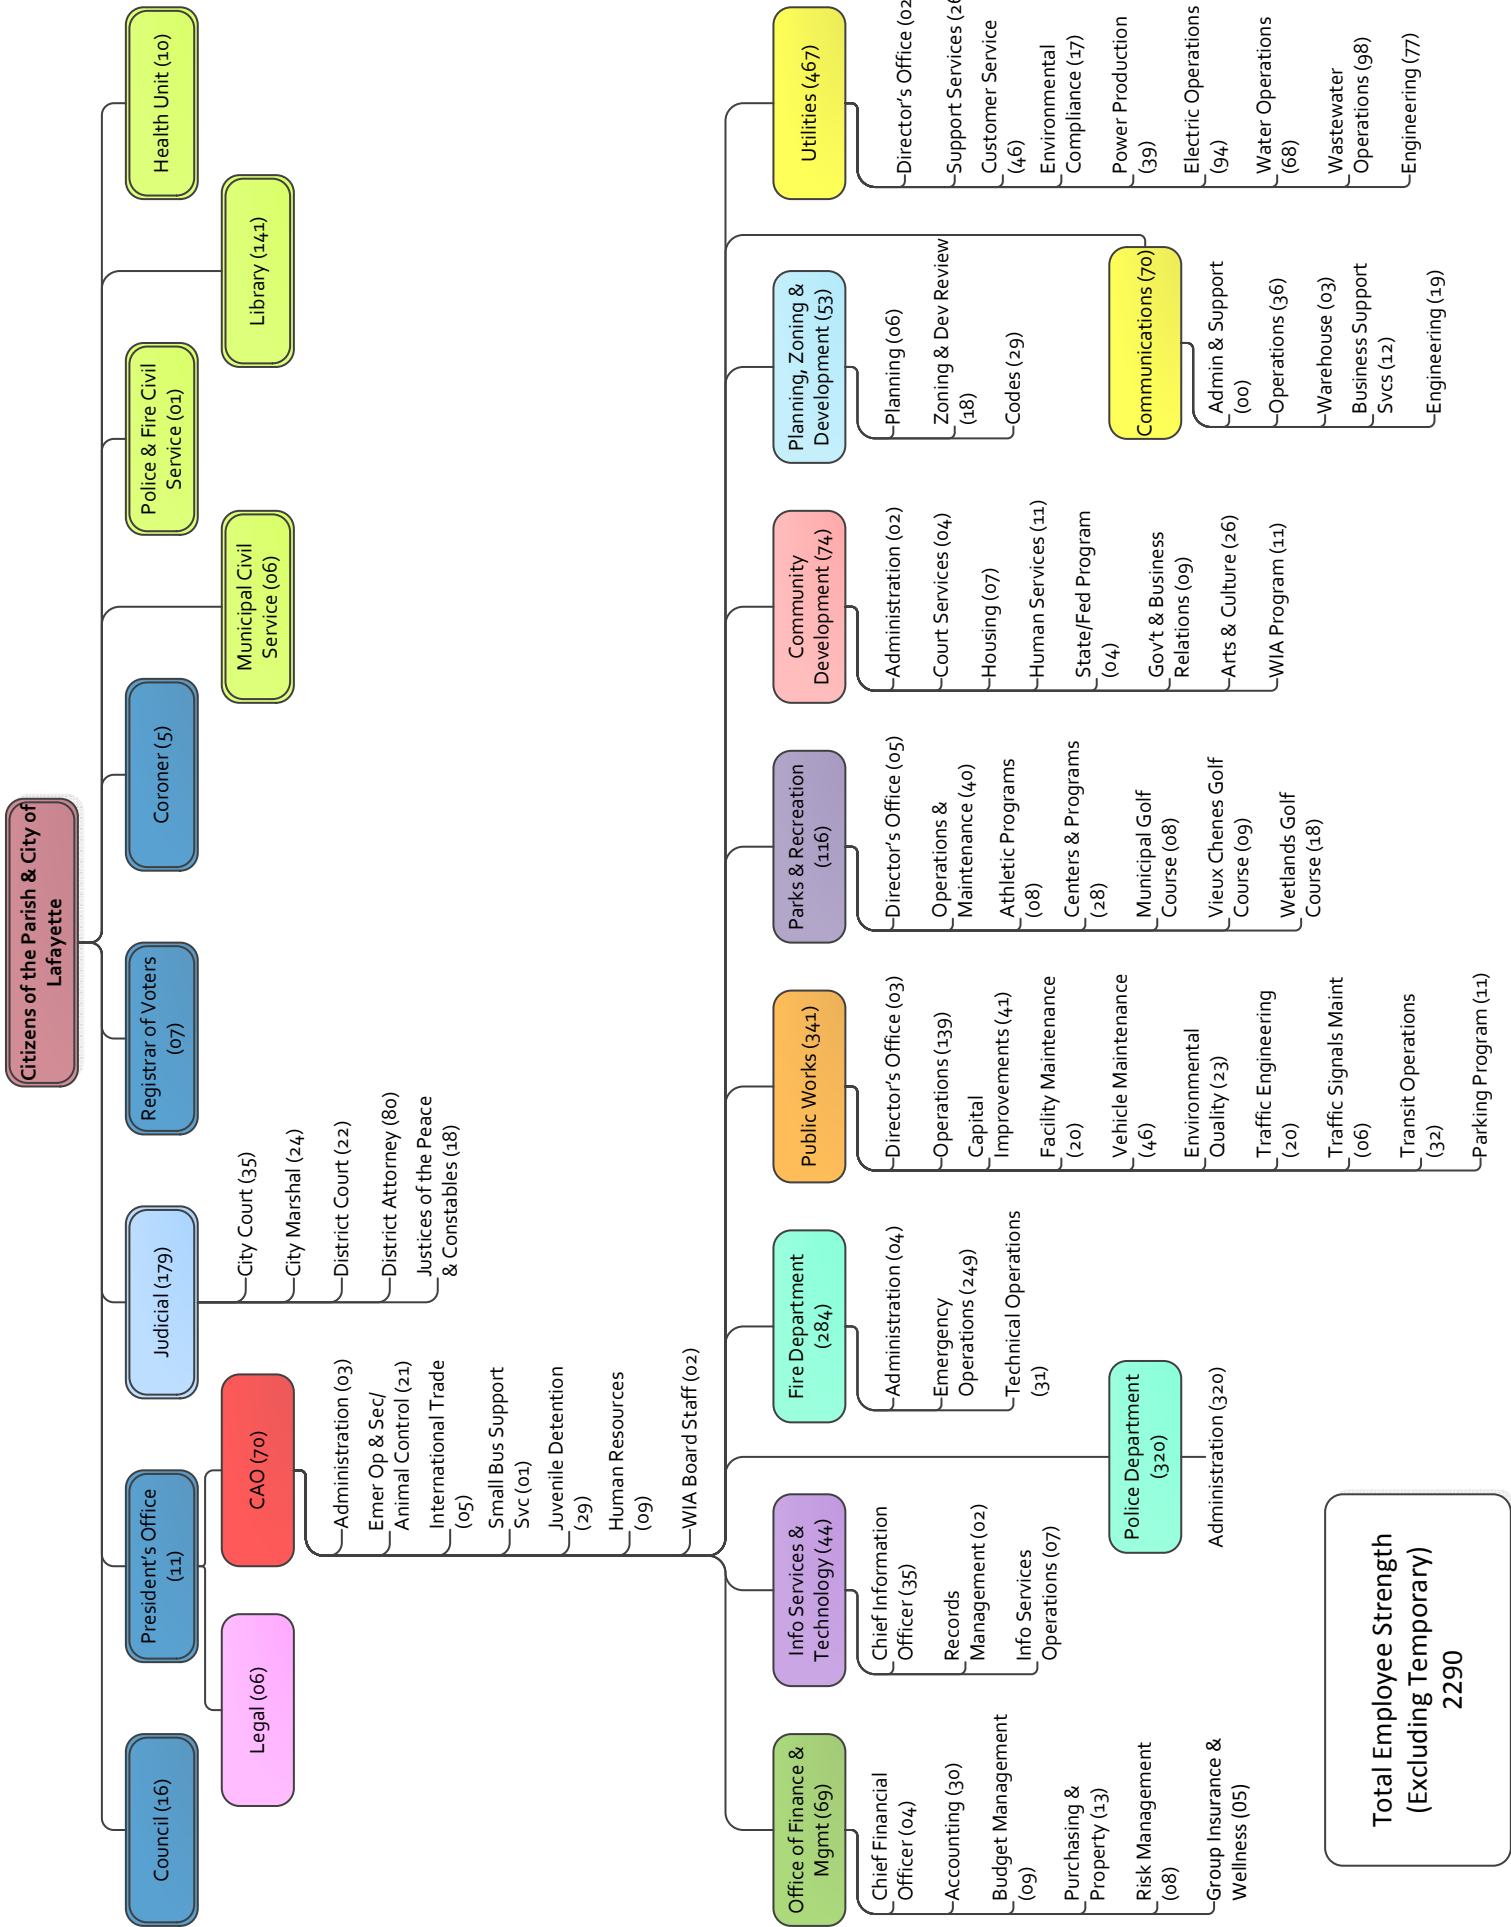 Citizens of the Parish & City of
Lafayette
Council (16)
President's Office
(11)
Legal (06)
CAO (70)
Administration (03)
Emer Op & Sec/
Animal Control (21)
International Trade
(05)
Small Bus Support
Svc (01)
Juvenile Detention
(29)
Human Resources
(09)
WIA Board Staff (02)
Judicial (179)
City Court (35)
City Marshal (24)
District Court (22)
District Attorney (80)
Justices of the Peace
& Constables (18)
Registrar of Voters
(07)
Coroner (5)
Municipal Civil
Service (06)
Police & Fire Civil
Service (01)
Library (141)
Health Unit (10)
Office of Finance &
Mgmt (69)
Chief Financial
Officer (04)
Accounting (30)
Budget Management
(09)
Purchasing &
Property (13)
Risk Management
(08)
Group Insurance &
Wellness (05)
Info Services &
Technology (44)
Chief Information
Officer (35)
Records
Management (02)
Info Services
Operations (07)
Police Department
(320)
Administration (320)
Fire Department
(284)
Administration (04)
Emergency
Operations (249)
Technical Operations
(31)
Public Works (341)
Director's Office (03)
Operations (139)
Capital
Improvements (41)
Facility Maintenance
(20)
Vehicle Maintenance
(46)
Environmental
Quality (23)
Traffic Engineering
(20)
Traffic Signals Maint
(06)
Transit Operations
(32)
Parking Program (11)
Parks & Recreation
(116)
Director's Office (05)
Operations &
Maintenance (40)
Athletic Programs
(08)
Centers & Programs
(28)
Municipal Golf
Course (08)
Vieux Chenes Golf
Course (09)
Wetlands Golf
Course (18)
Community
Development (74)
Administration (02)
Court Services (04)
Housing (07)
Human Services (11)
State/Fed Program
(04)
Gov't & Business
Relations (09)
Arts & Culture (26)
WIA Program (11)
Planning, Zoning &
Development (53)
Planning (06)
Zoning & Dev Review
(18)
Codes (29)
Communications (70)
Admin & Support
(00)
Operations (36)
Warehouse (03)
Business Support
Svcs (12)
Engineering (19)
Utilities (467)
Director's Office (02
Support Services (26
Customer Service
(46)
Environmental
Compliance (17)
Power Production
(39)
Electric Operations
(94)
Water Operations
(68)
Wastewater
Operations (98)
Engineering (77)
Total Employee Strength
(Excluding Temporary)
2290